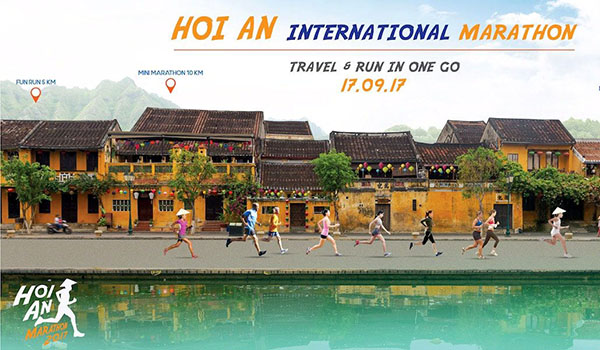 HOI AN INTERNATIONAL MARATHON
TRAVEL & RUN IN ONE GO
17.09.17
FUN RUN 5 KM
MINI MARATHON 10 KM
HOI
AN
MARATHON
2017